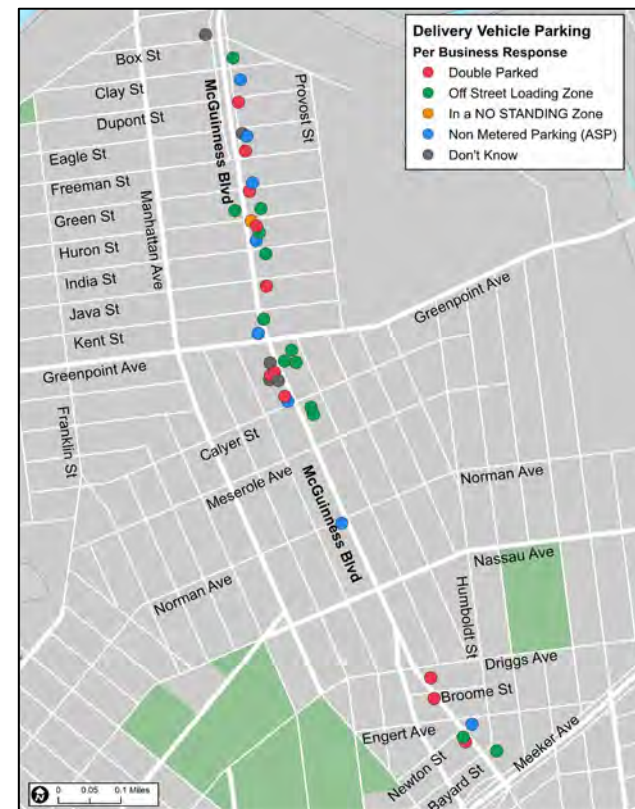 Delivery Vehicle Parking
Per Business Response
Double Parked
Off Street Loading Zone
In a NO STANDING Zone
Non Metered Parking (ASP)
Don't Know
Box St
Clay St
Dupont St
Eagle St
Freeman St
Green St
Huron St
India St
Java St
Kent St
Greenpoint Ave
McGuinness Blvd
Provost St
Manhattan Ave
Greenpoint Ave
Franklin St
Calyer St
Meserole Ave
McGuinness Blvd
Norman Ave
Norman Ave
Nassau Ave
Humboldt St
Driggs Ave
Broome St
Engert Ave
Meeker Ave
Newton St
Bayard St
0 0.05 0.1 Miles